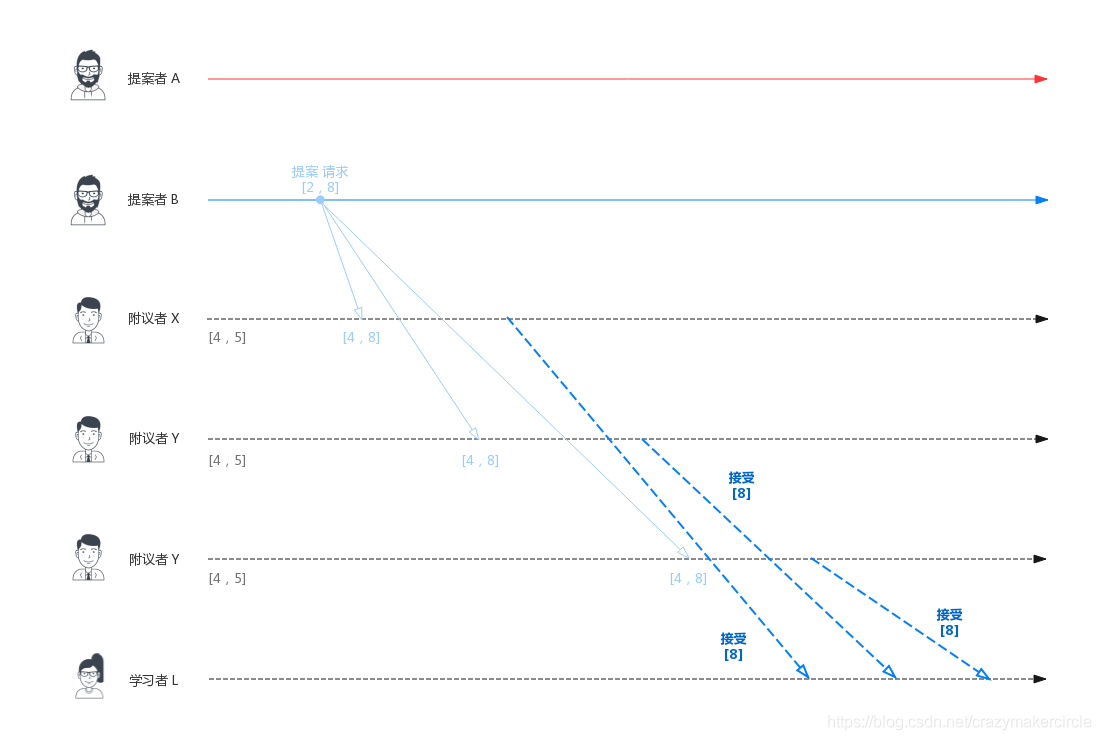 提案者 A
提案 请求
[2 , 8]
提案者 B
附议者 X
[4 , 5]
[4 , 8]
附议者 Y
[4 , 5]
[4 , 8]
接受
[8]
附议者 Y
[4 , 5]
[4 , 8]
接受
[8]
接受
[8]
学习者 L
https://blog.csdn.net/crazymakercircle